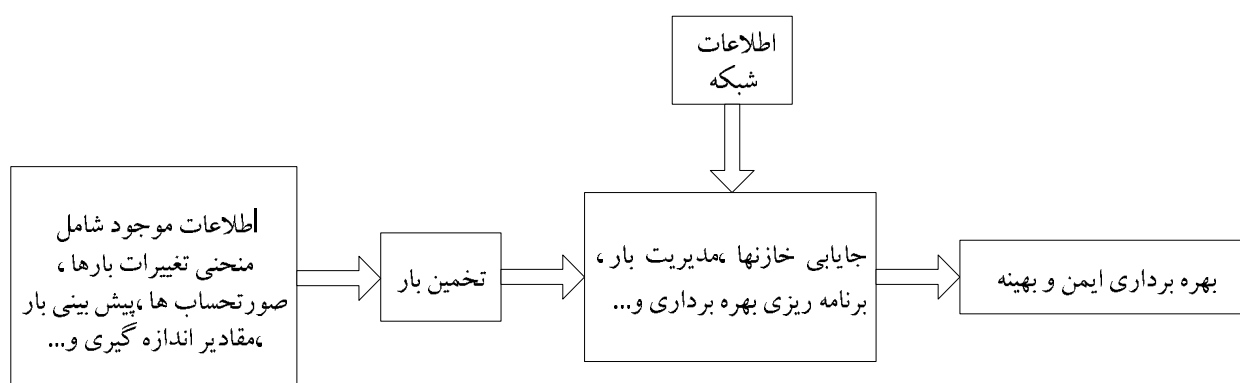 اطلاعات
شبکه
اطلاعات موجود شامل
منحنی تغییرات بارها ،
صورتحساب ها ،پیش بینی بار
،مقادیر اندازه گیری و...
تخمین بار
جایابی خازنها ،مدیریت بار ،
برنامه ریزی بهره برداری و...
بهره برداری ایمن و بهینه